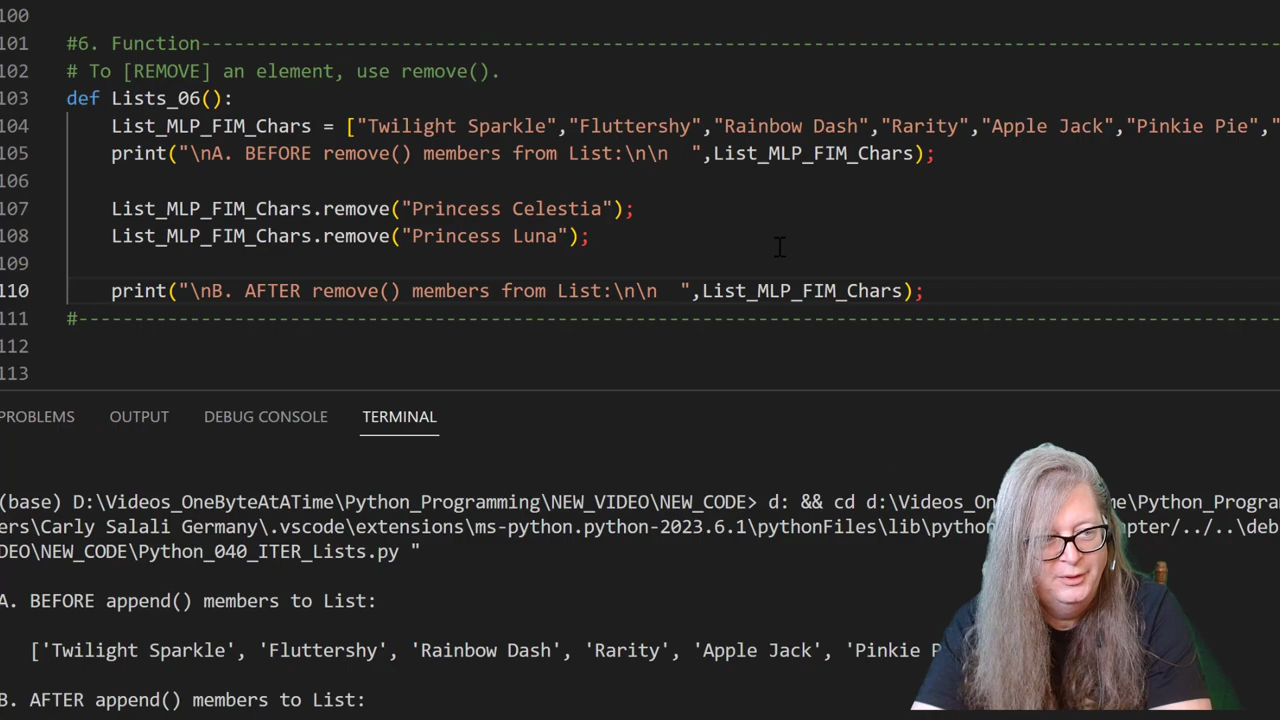 100
101 #6. Function--------------------------------------------------------------------------------
102 # To [REMOVE] an element, use remove().
103 def Lists_06():
104 List_MLP_FIM_Chars = ["Twilight Sparkle","Fluttershy","Rainbow Dash","Rarity","Apple Jack","Pinkie Pie","
105 print("\nA. BEFORE remove() members from List:\n\n  ",List_MLP_FIM_Chars);
106
107 List_MLP_FIM_Chars.remove("Princess Celestia");
108 List_MLP_FIM_Chars.remove("Princess Luna");
109
110 print("\nB. AFTER remove() members from List:\n\n  ",List_MLP_FIM_Chars);
111 #-----------------------------------------------------------------------------------------------
112
113
PROBLEMS OUTPUT DEBUG CONSOLE TERMINAL
(base) D:\Videos_OneByteAtATime\Python_Programming\NEW_VIDEO\NEW_CODE> d: && cd d:\Videos_On me\Python_Progra
ers\Carly Salali Germany\.vscode\extensions\ms-python.python-2023.6.1\pythonFiles\lib\python pter/../..\deb
DEO\NEW_CODE\Python_040_ITER_Lists.py "
A. BEFORE append() members to List:
['Twilight Sparkle', 'Fluttershy', 'Rainbow Dash', 'Rarity', 'Apple Jack', 'Pinkie P
B. AFTER append() members to List: